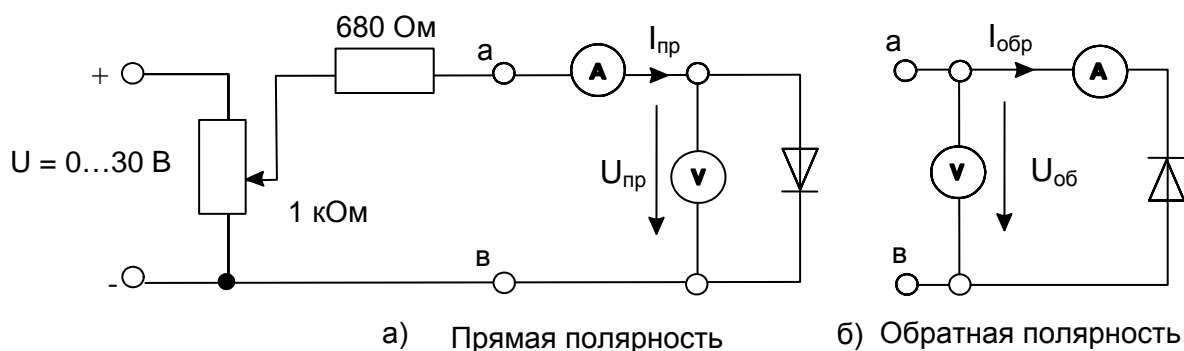 680 Ом
а
Iпр
A
+
U = 0…30 В
1 кОм
Uпр
V
-
в
а) Прямая полярность
а
Iобр
A
V
Uоб
в
б) Обратная полярность